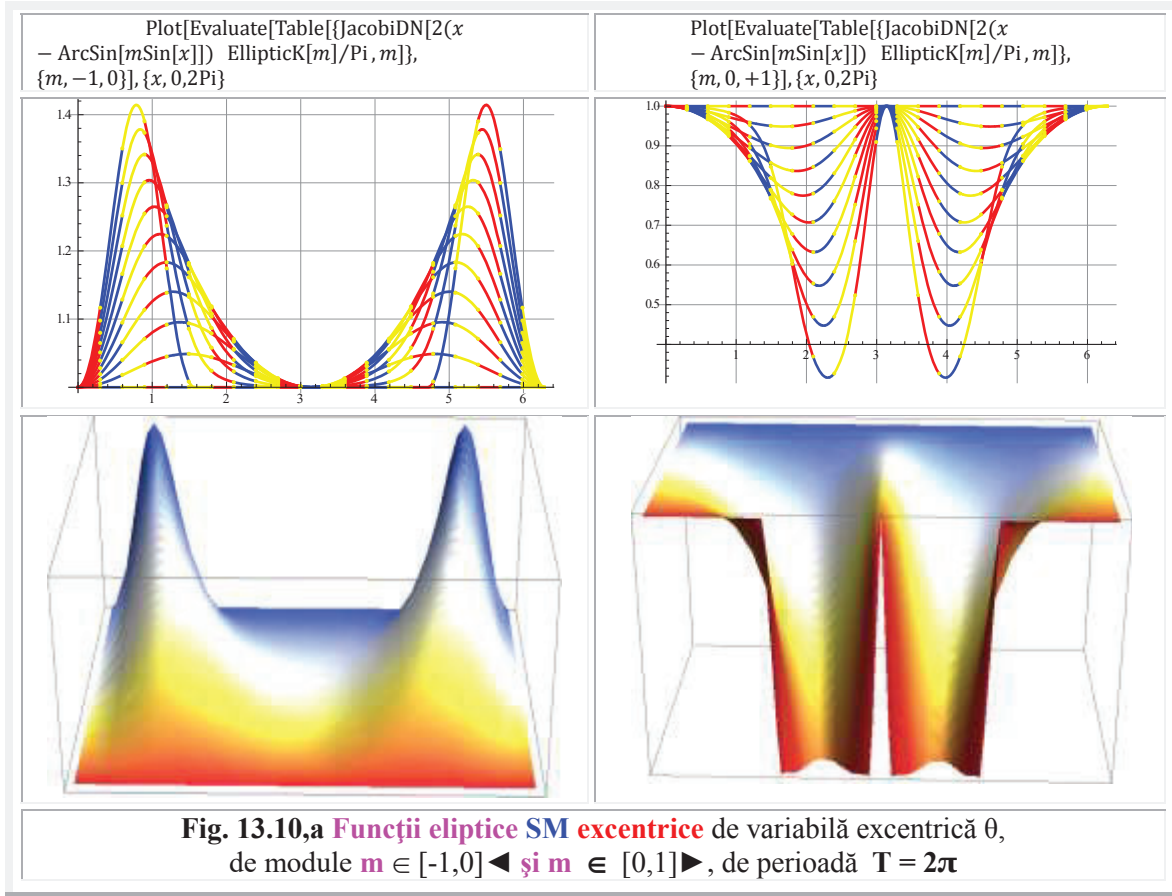 Plot[Evaluate[Table[{JacobiDN[2(x
− ArcSin[mSin[x]]) EllipticK[m]/Pi, m]},
{m, −1,0}], {x, 0,2Pi}
Plot[Evaluate[Table[{JacobiDN[2(x
− ArcSin[mSin[x]]) EllipticK[m]/Pi, m]},
{m, 0, +1}], {x, 0,2Pi}
1.4
1.3
1.2
1.1
1 2 3 4 5 6
1.0
0.9
0.8
0.7
0.6
0.5
1 2 3 4 5 6
Fig. 13.10,a Funcţii eliptice SM excentrice de variabilă excentrică θ,
de module m ∈ [-1,0]◄ şi m ∈ [0,1]►, de perioadă T = 2π